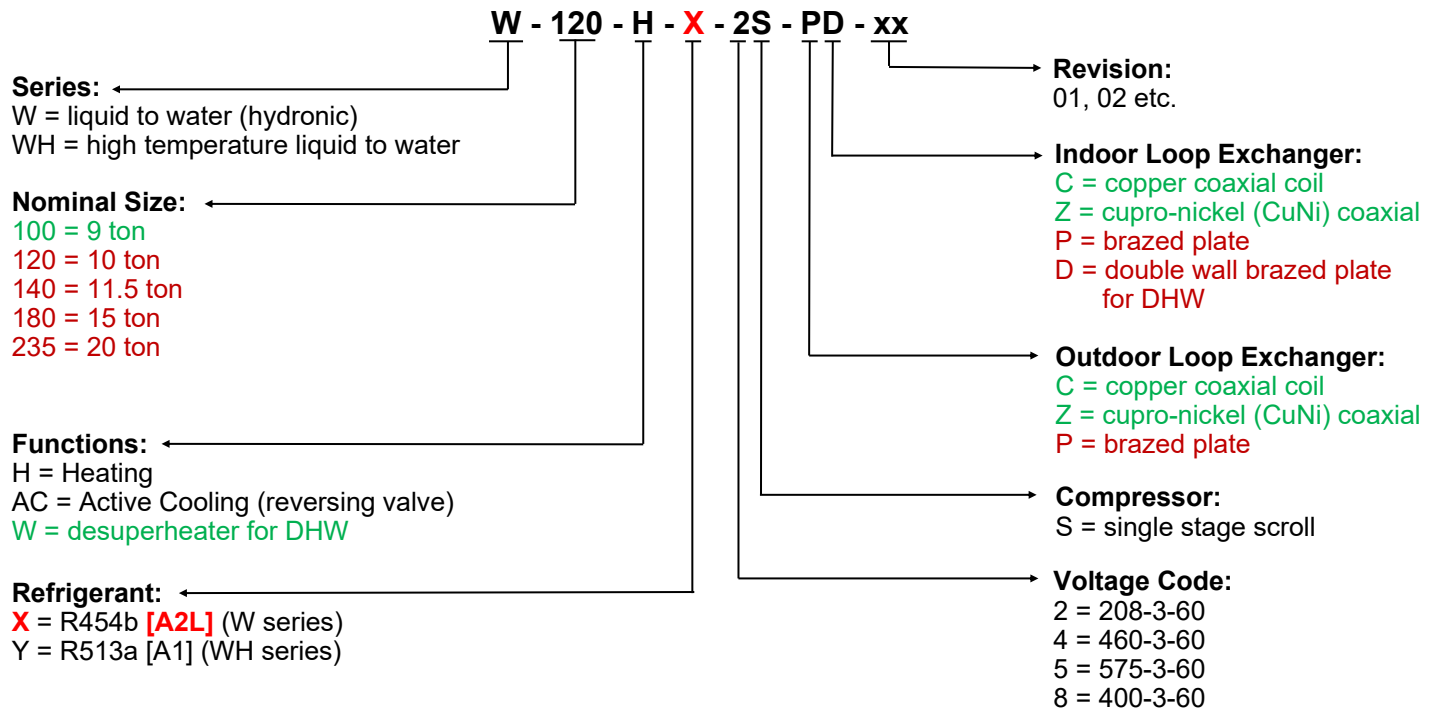 W - 120 - H - X - 2S - PD - xx
Series:
W = liquid to water (hydronic)
WH = high temperature liquid to water
Nominal Size:
100 = 9 ton
120 = 10 ton
140 = 11.5 ton
180 = 15 ton
235 = 20 ton
Functions:
H = Heating
AC = Active Cooling (reversing valve)
W = desuperheater for DHW
Refrigerant:
X = R454b [A2L] (W series)
Y = R513a [A1] (WH series)
Revision:
01, 02 etc.
Indoor Loop Exchanger:
C = copper coaxial coil
Z = cupro-nickel (CuNi) coaxial
P = brazed plate
D = double wall brazed plate
for DHW
Outdoor Loop Exchanger:
C = copper coaxial coil
Z = cupro-nickel (CuNi) coaxial
P = brazed plate
Compressor:
S = single stage scroll
Voltage Code:
2 = 208-3-60
4 = 460-3-60
5 = 575-3-60
8 = 400-3-60